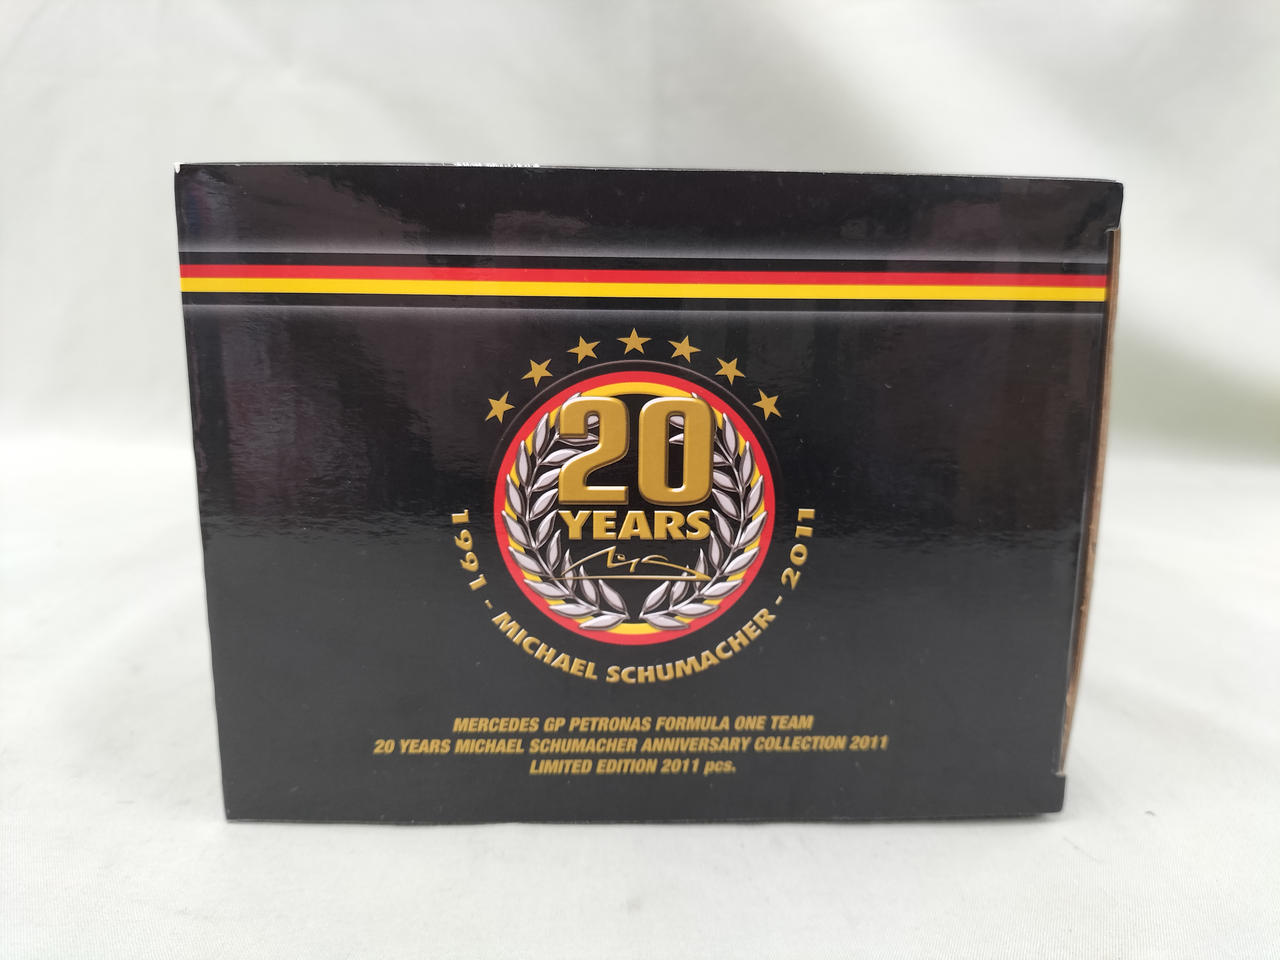 20
YEARS
1991 - MICHAEL SCHUMACHER - 2011
MERCEDES GP PETRONAS FORMULA ONE TEAM
20 YEARS MICHAEL SCHUMACHER ANNIVERSARY COLLECTION 2011
LIMITED EDITION 2011 pcs.